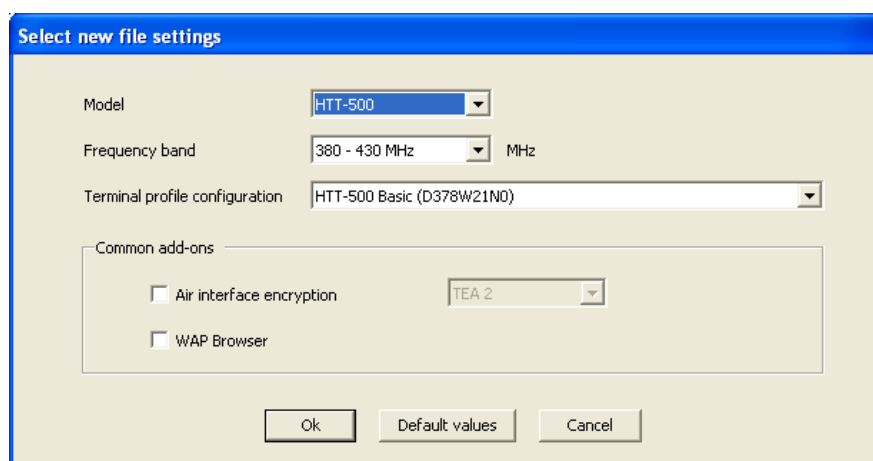 Select new file settings
Model HTT-500
Frequency band 380 - 430 MHz MHz
Terminal profile configuration HTT-500 Basic (D378W21N0)
Common add-ons
Air interface encryption TEA 2
WAP Browser
Ok Default values Cancel